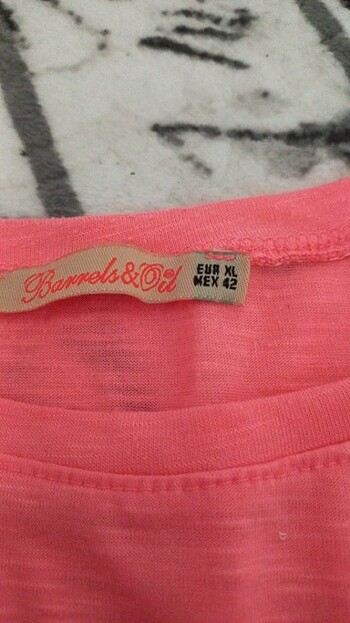 Barrels & Oil
EUR XL
MEX 42